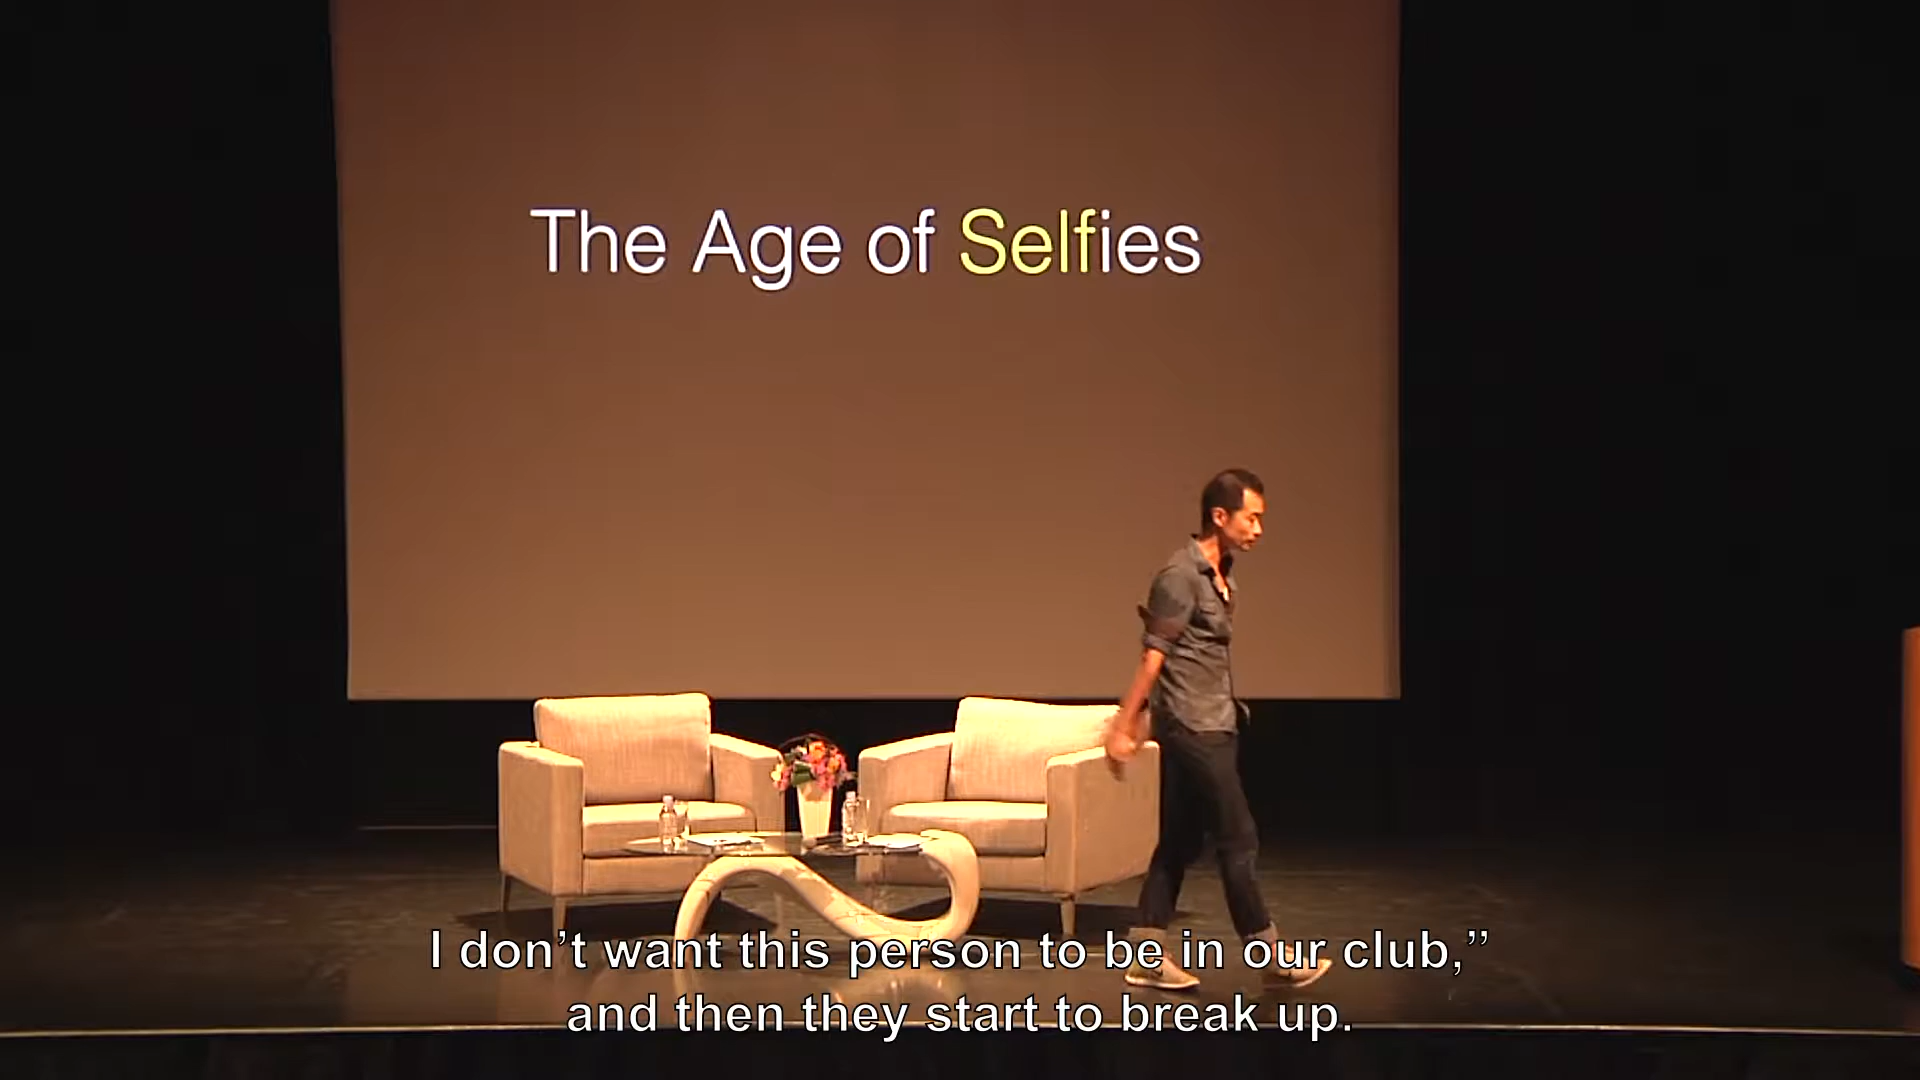 The Age of Selfies
I don’t want this person to be in our club,”
and then they start to break up.